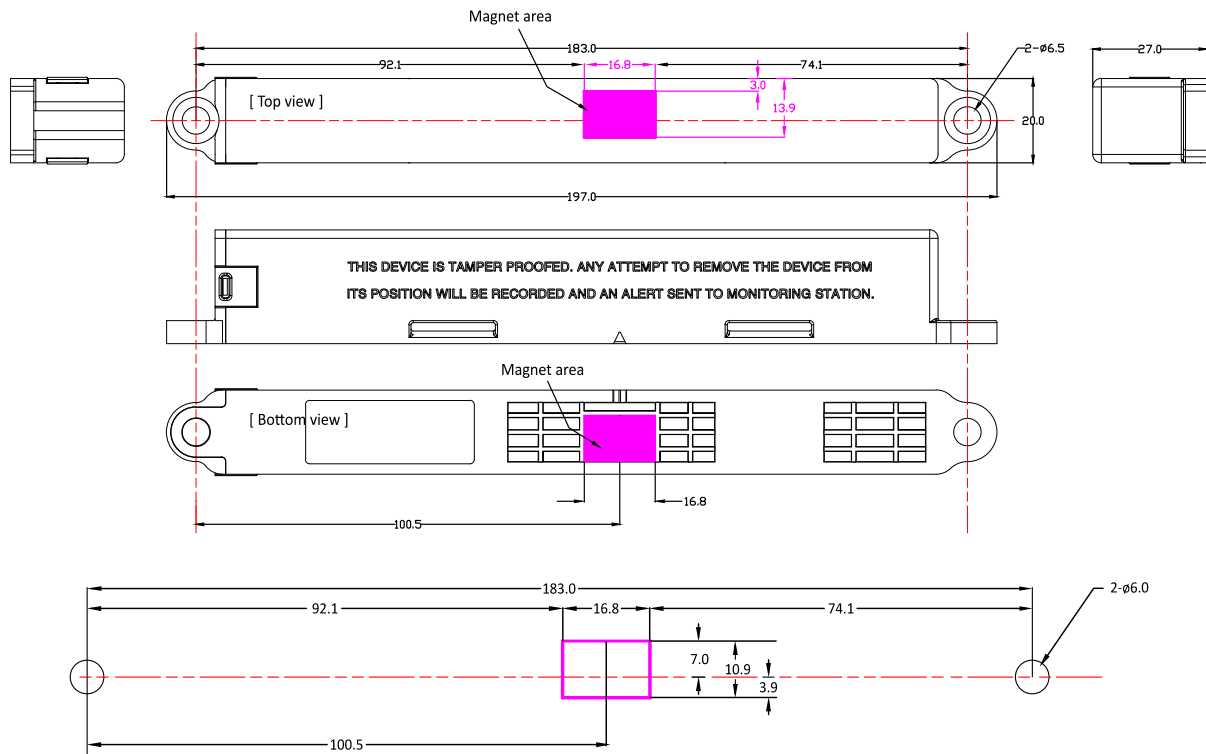 Magnet area
183.0
2-ø6.5
27.0
92.1
16.8
74.1
3.0
[ Top view ]
13.9
20.0
197.0
THIS DEVICE IS TAMPER PROOFED. ANY ATTEMPT TO REMOVE THE DEVICE FROM
ITS POSITION WILL BE RECORDED AND AN ALERT SENT TO MONITORING STATION.
Magnet area
[ Bottom view ]
16.8
100.5
183.0
2-ø6.0
92.1
16.8
74.1
7.0
10.9
3.9
100.5